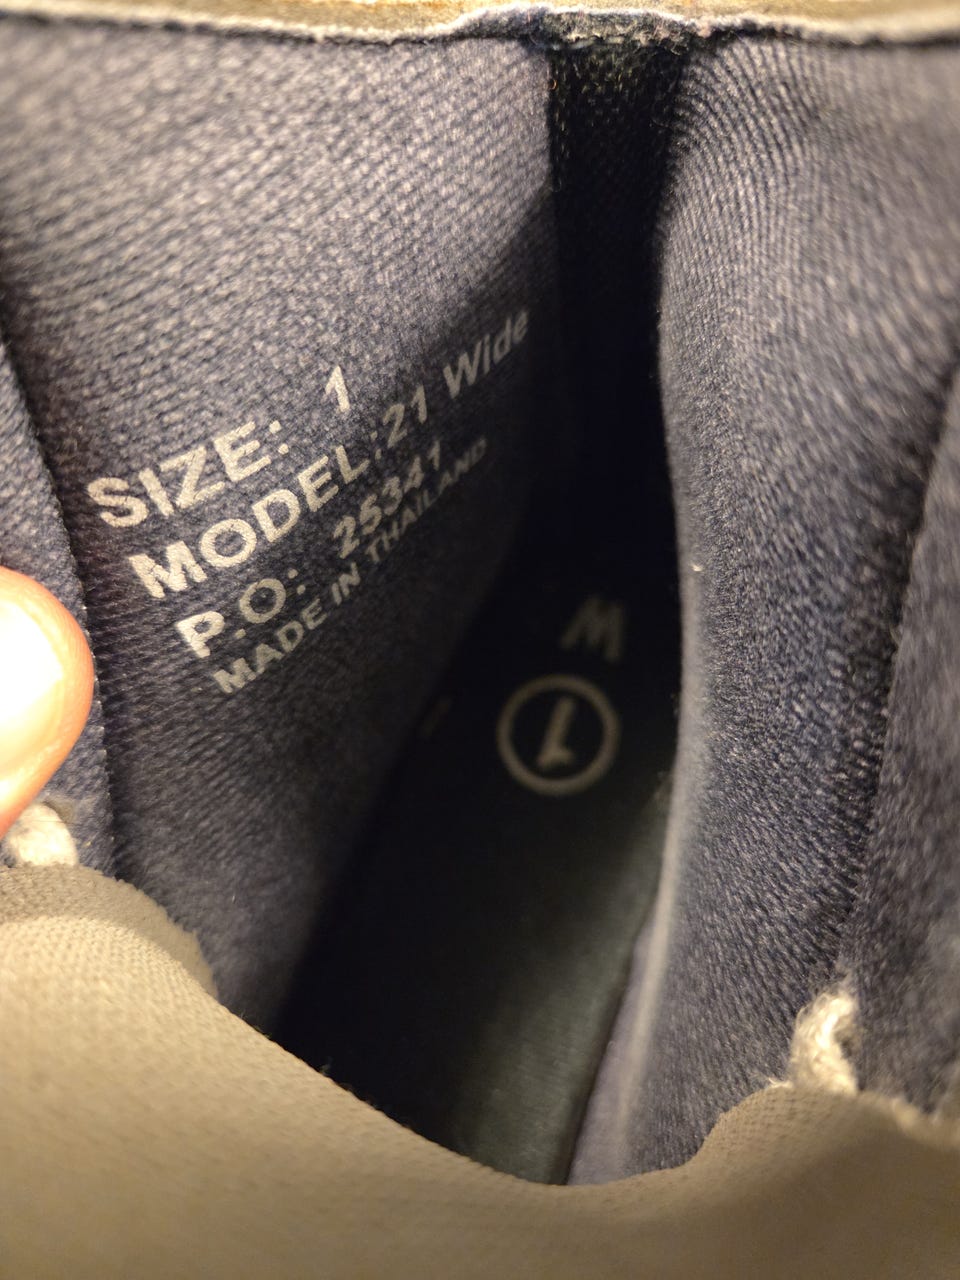 SIZE: 1
MODEL:21 Wide
P.O: 25341
MADE IN THAILAND
W
1